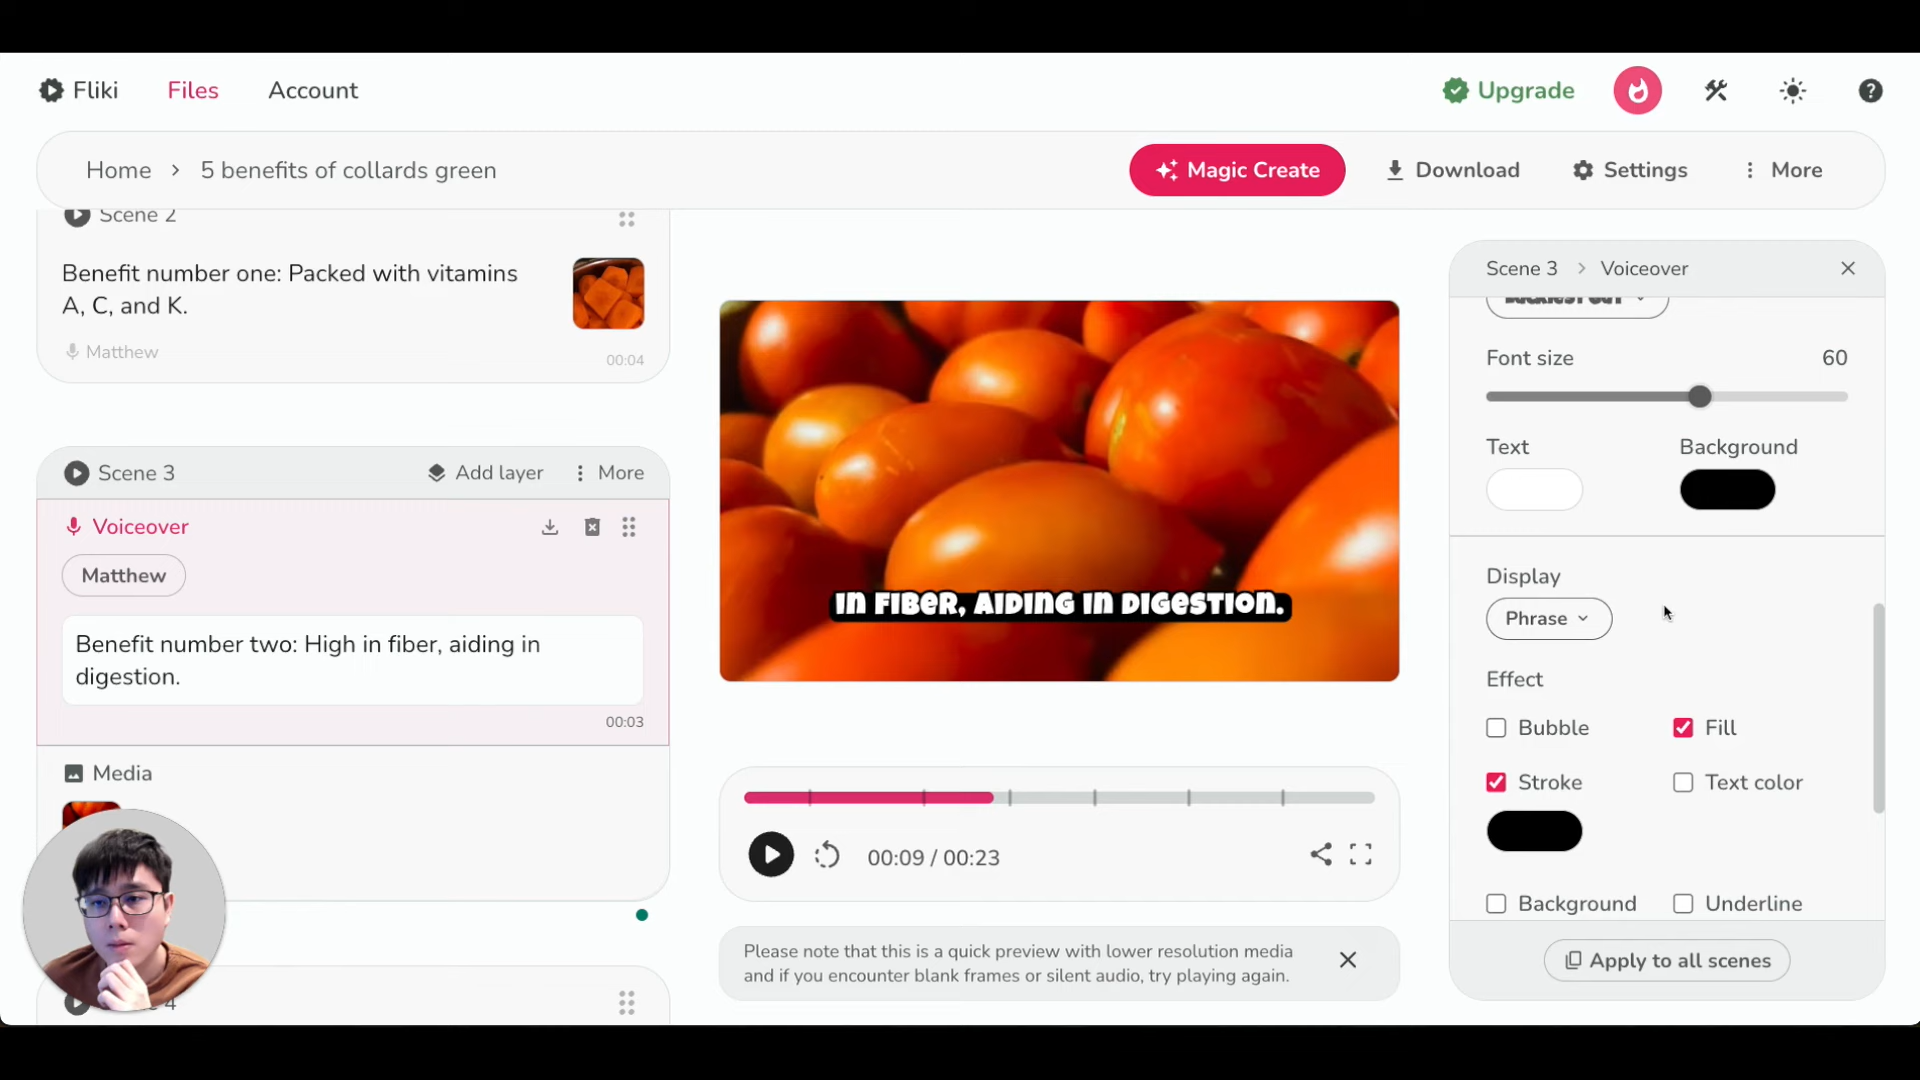 Fliki
Files
Account
Upgrade
Home > 5 benefits of collards green
Magic Create
Download
Settings
More
Scene 2
Benefit number one: Packed with vitamins
A, C, and K.
Matthew
00:04
Scene 3
Add layer
More
Voiceover
Matthew
Benefit number two: High in fiber, aiding in
digestion.
00:03
Media
4
in fiber, aiding in digestion.
00:09 / 00:23
Please note that this is a quick preview with lower resolution media
and if you encounter blank frames or silent audio, try playing again.
Scene 3 > Voiceover
Font size
60
Text
Background
Display
Phrase
Effect
Bubble
Fill
Stroke
Text color
Background
Underline
Apply to all scenes